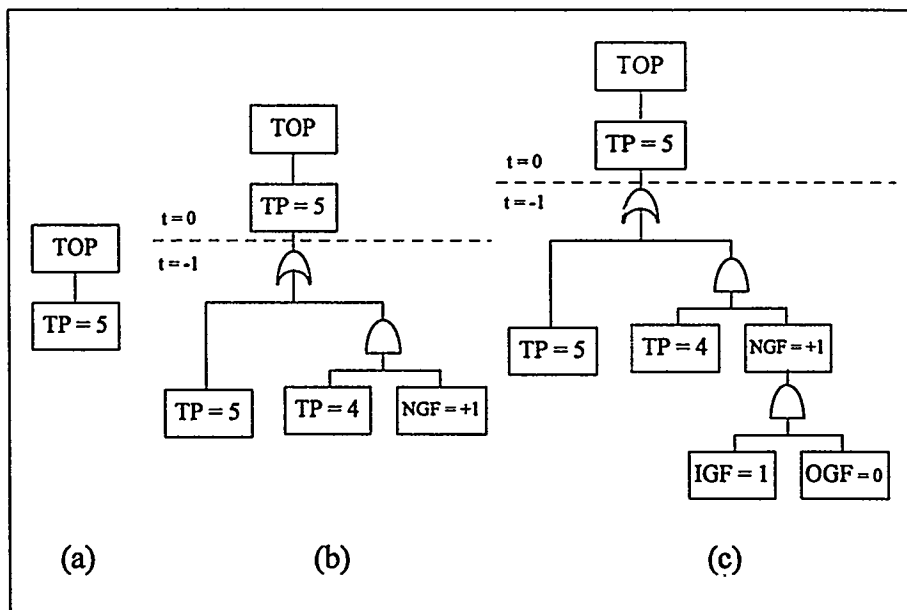 TOP
TP = 5
(a)
TOP
TP = 5
t = 0
t = -1
TP = 5
TP = 4
NGF = +1
(b)
TOP
TP = 5
t = 0
t = -1
TP = 5
TP = 4
NGF = +1
IGF = 1
OGF = 0
(c)